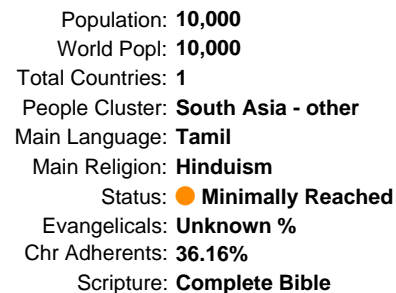 Population: 10,000
World Popl: 10,000
Total Countries: 1
People Cluster: South Asia - other
Main Language: Tamil
Main Religion: Hinduism
Status: Minimally Reached
Evangelicals: Unknown %
Chr Adherents: 36.16%
Scripture: Complete Bible